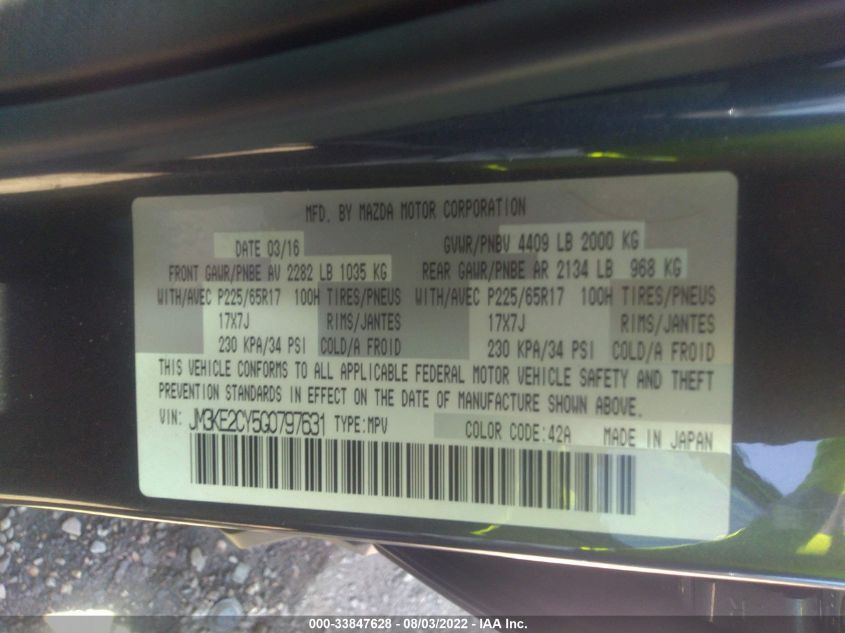 MFD. BY MAZDA MOTOR CORPORATION
DATE 03/16 GVWR/PNBV 4409 LB 2000 KG
FRONT GAWR/PNBE AV 2282 LB 1035 KG REAR GAWR/PNBE AR 2134 LB 968 KG
WITH/AVEC P225/65R17 100H TIRES/PNEUS WITH/AVEC P225/65R17 100H TIRES/PNEUS
17X7J RIMS/JANTES 17X7J RIMS/JANTES
230 KPA/34 PSI COLD/A FROID 230 KPA/34 PSI COLD/A FROID
THIS VEHICLE CONFORMS TO ALL APPLICABLE FEDERAL MOTOR VEHICLE SAFETY AND THEFT
PREVENTION STANDARDS IN EFFECT ON THE DATE OF MANUFACTURE SHOWN ABOVE.
VIN: JM3KE2CY5G0797631 TYPE:MPV COLOR CODE:42A MADE IN JAPAN
000-33847628 - 08/03/2022 - IAA Inc.